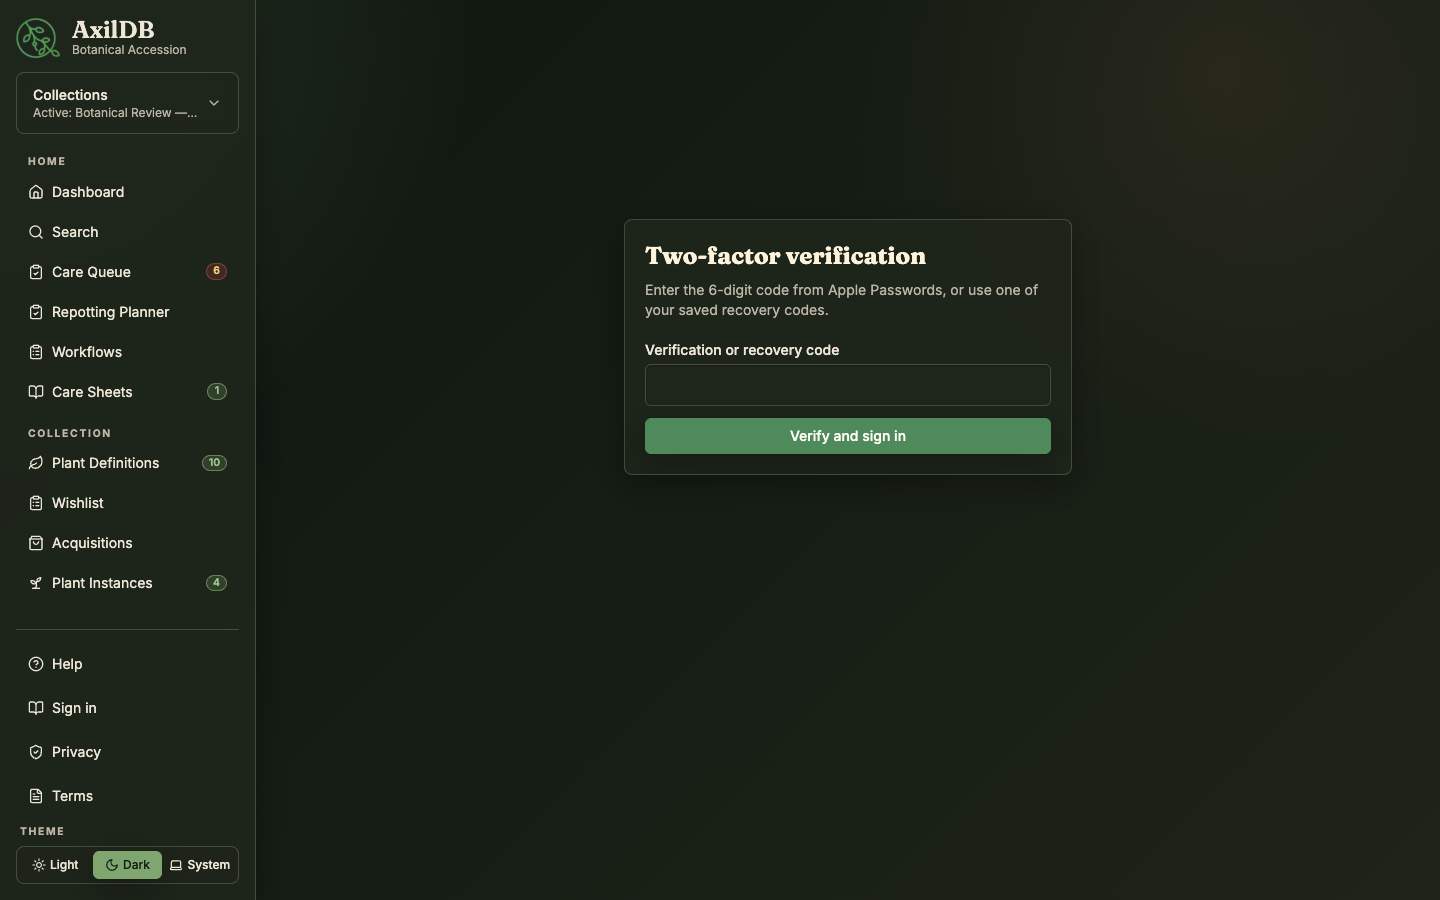 AxilDB
Botanical Accession
Collections
Active: Botanical Review —...
HOME
Dashboard
Search
Care Queue 6
Repotting Planner
Workflows
Care Sheets 1
COLLECTION
Plant Definitions 10
Wishlist
Acquisitions
Plant Instances 4
Help
Sign in
Privacy
Terms
THEME
Light Dark System
Two-factor verification
Enter the 6-digit code from Apple Passwords, or use one of
your saved recovery codes.
Verification or recovery code
Verify and sign in